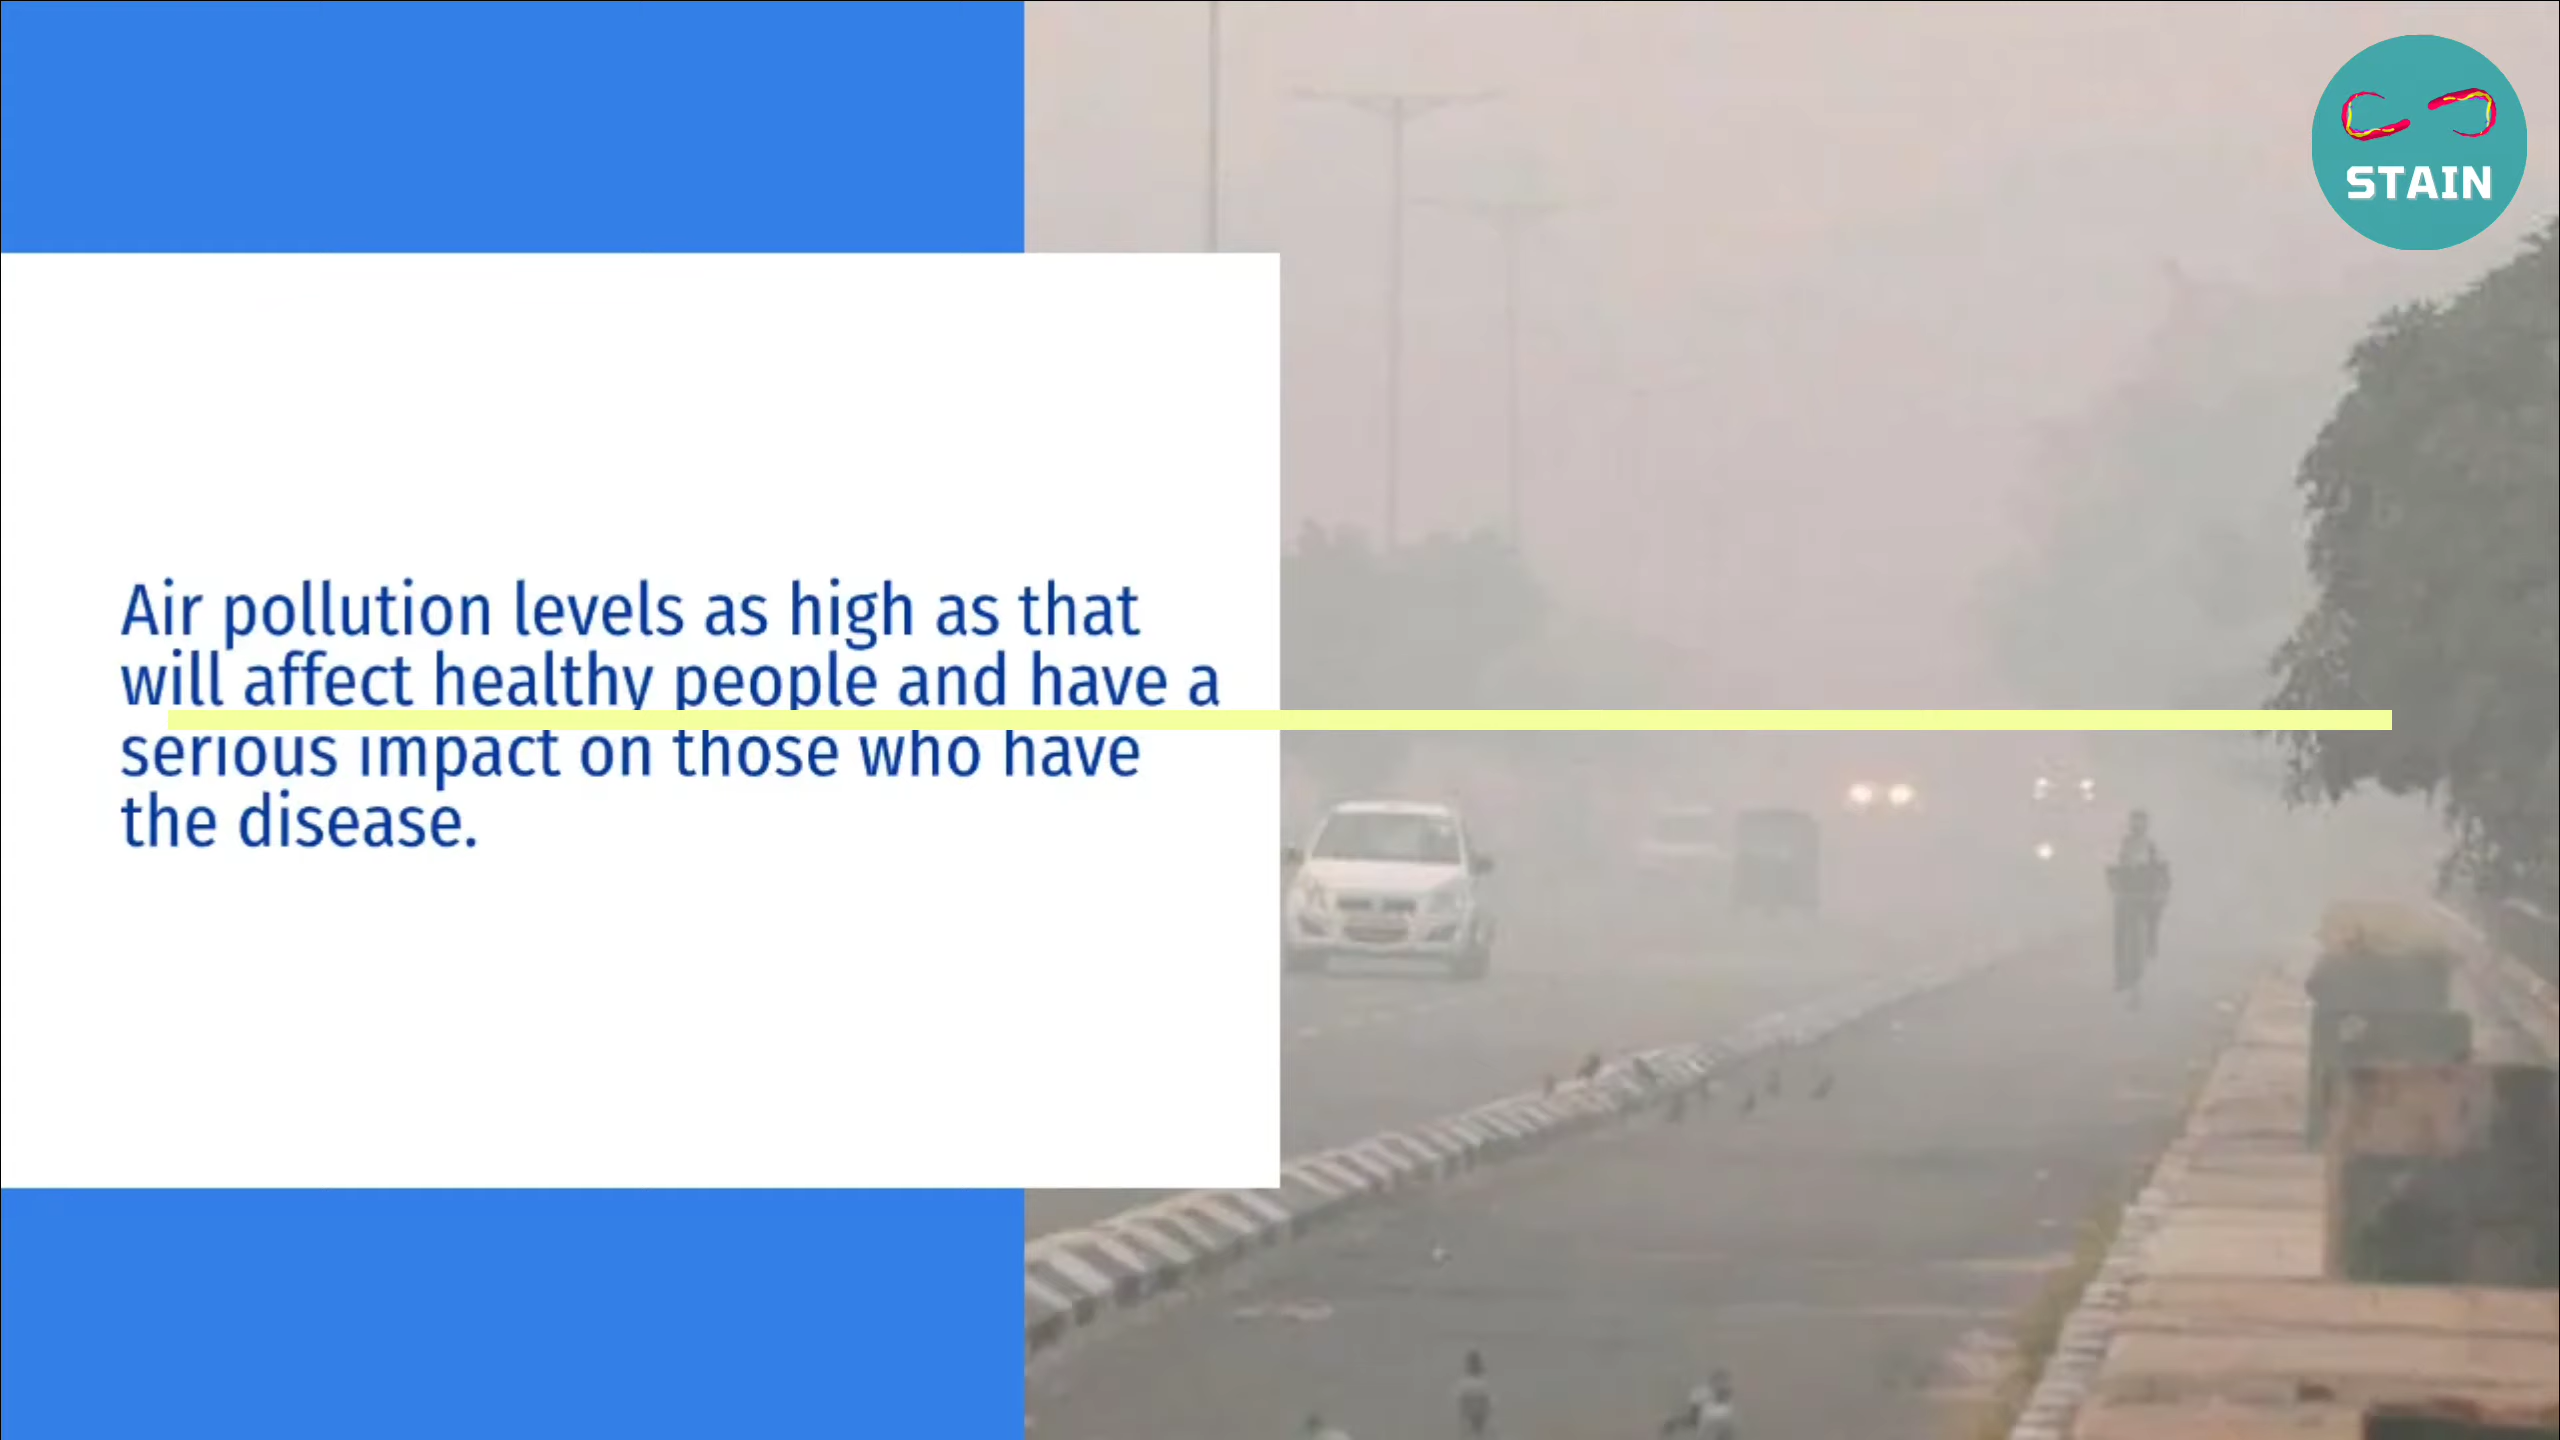 STAIN
Air pollution levels as high as that
will affect healthy people and have a
serious impact on those who have
the disease.